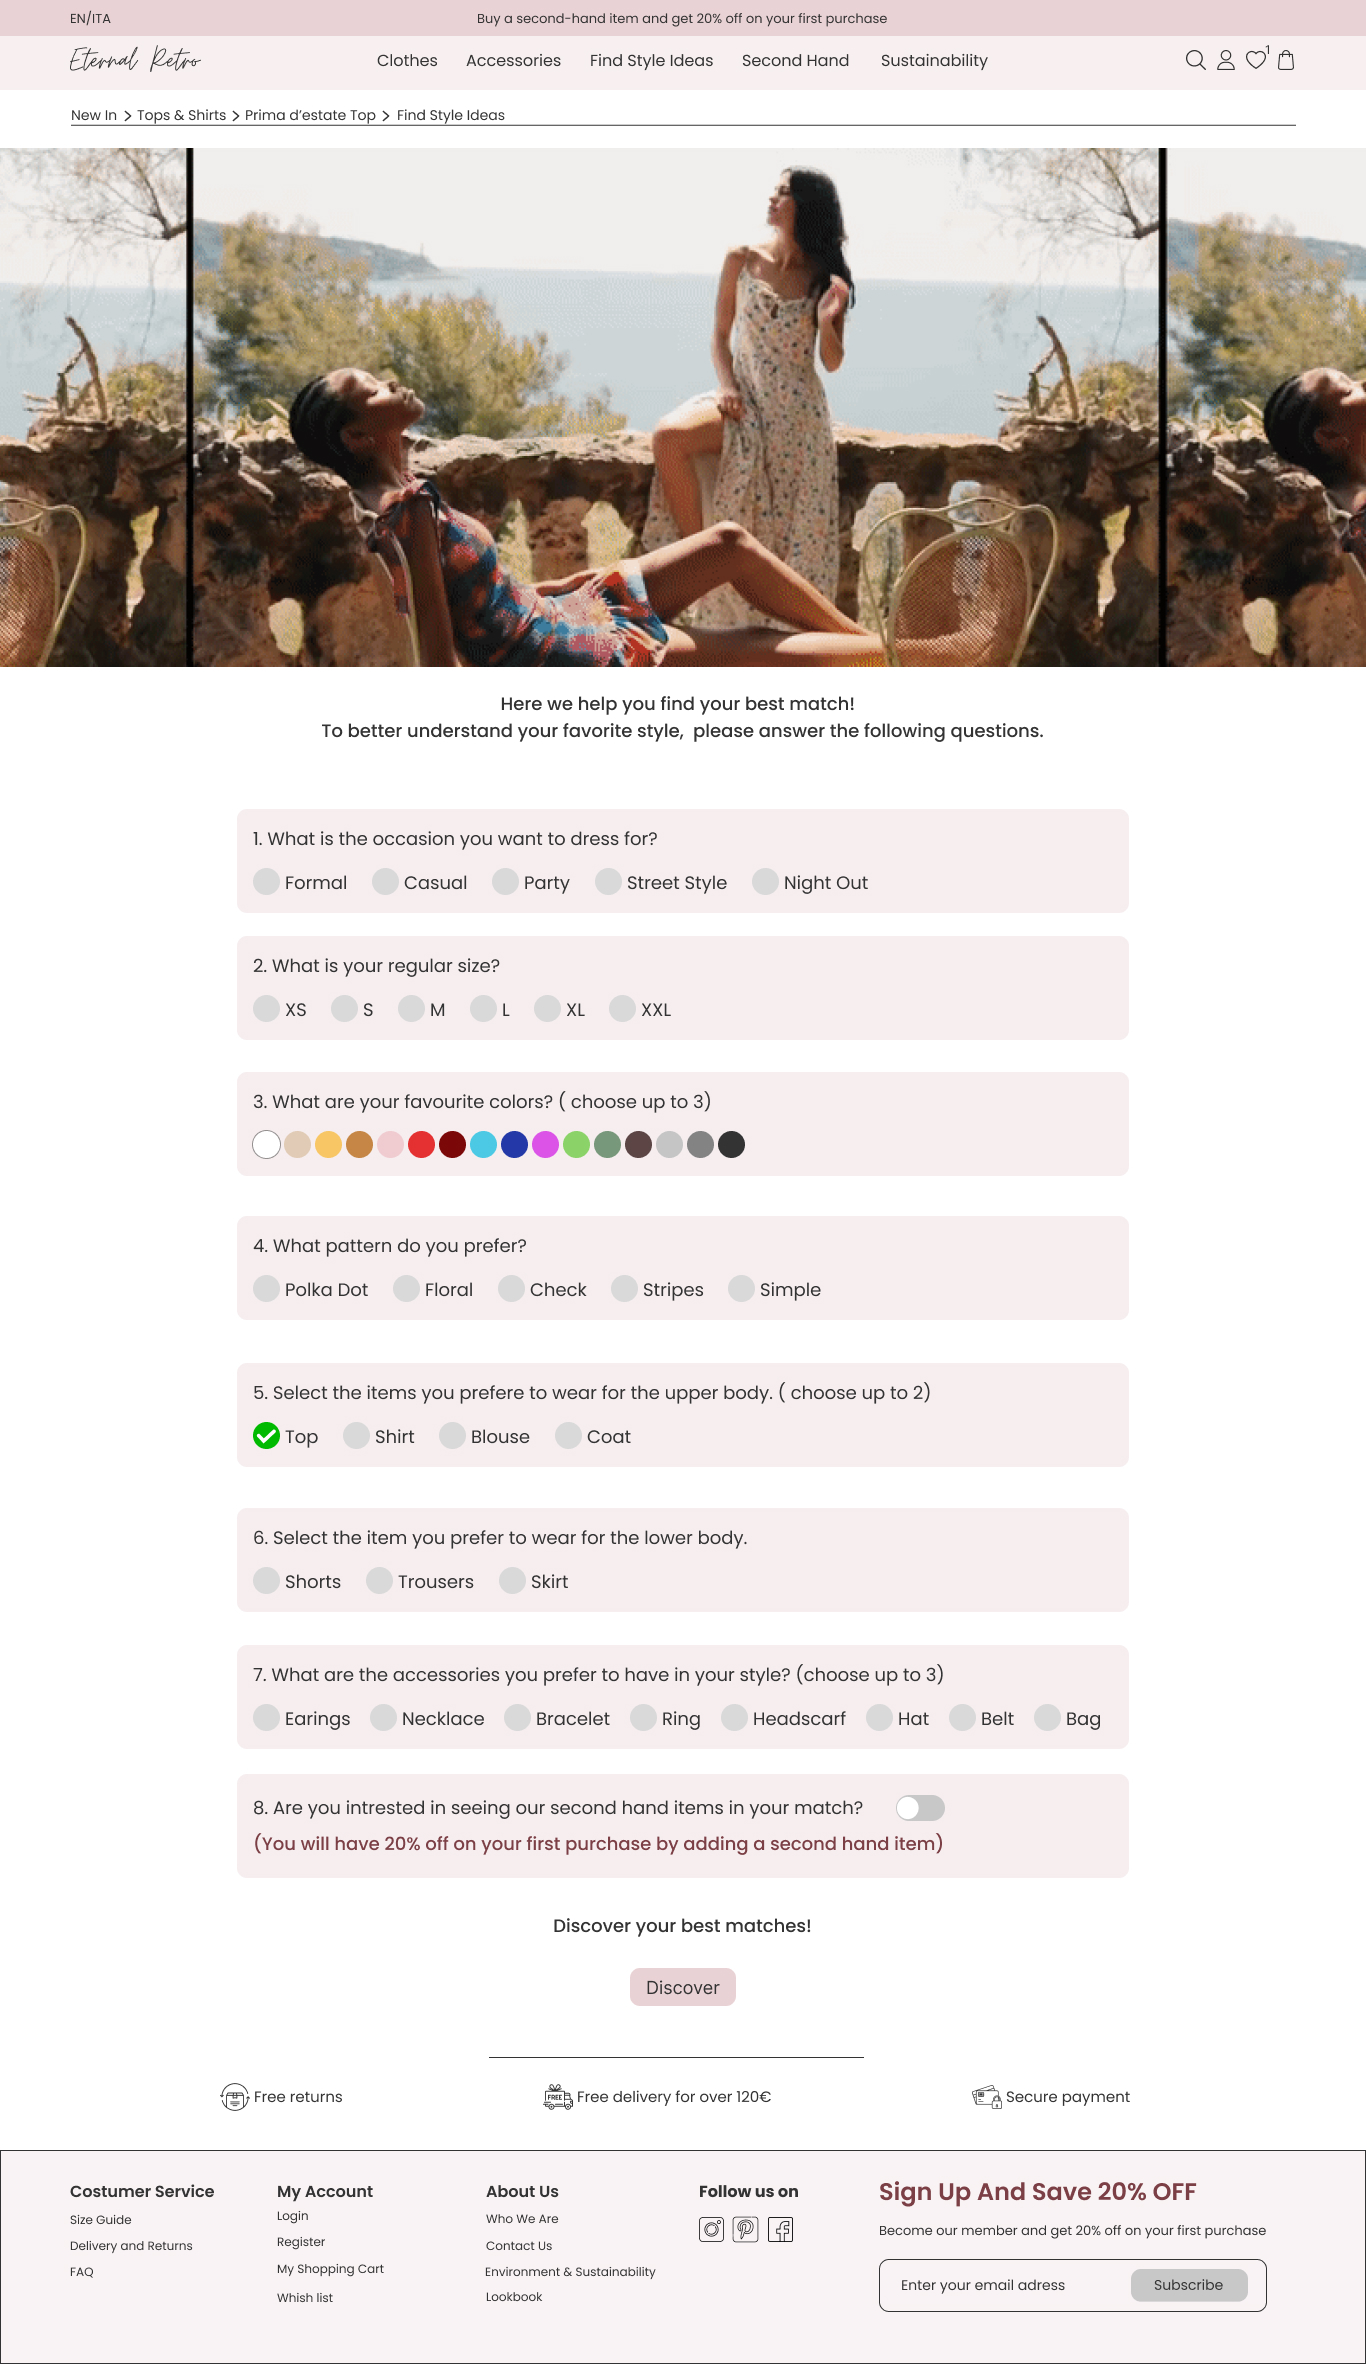 EN/ITA
Buy a second-hand item and get 20% off on your first purchase
Eternal Retro
Clothes Accessories Find Style Ideas Second Hand Sustainability
1
New In > Tops & Shirts > Prima d'estate Top > Find Style Ideas
Here we help you find your best match!
To better understand your favorite style, please answer the following questions.
1. What is the occasion you want to dress for?
Formal Casual Party Street Style Night Out
2. What is your regular size?
XS S M L XL XXL
3. What are your favourite colors? ( choose up to 3)
4. What pattern do you prefer?
Polka Dot Floral Check Stripes Simple
5. Select the items you prefere to wear for the upper body. ( choose up to 2)
Top Shirt Blouse Coat
6. Select the item you prefer to wear for the lower body.
Shorts Trousers Skirt
7. What are the accessories you prefer to have in your style? (choose up to 3)
Earings Necklace Bracelet Ring Headscarf Hat Belt Bag
8. Are you intrested in seeing our second hand items in your match?
(You will have 20% off on your first purchase by adding a second hand item)
Discover your best matches!
Discover
Free returns
FREE
Free delivery for over 120€
Secure payment
Costumer Service
Size Guide
Delivery and Returns
FAQ
My Account
Login
Register
My Shopping Cart
Whish list
About Us
Who We Are
Contact Us
Environment & Sustainability
Lookbook
Follow us on
Sign Up And Save 20% OFF
Become our member and get 20% off on your first purchase
Enter your email adress
Subscribe